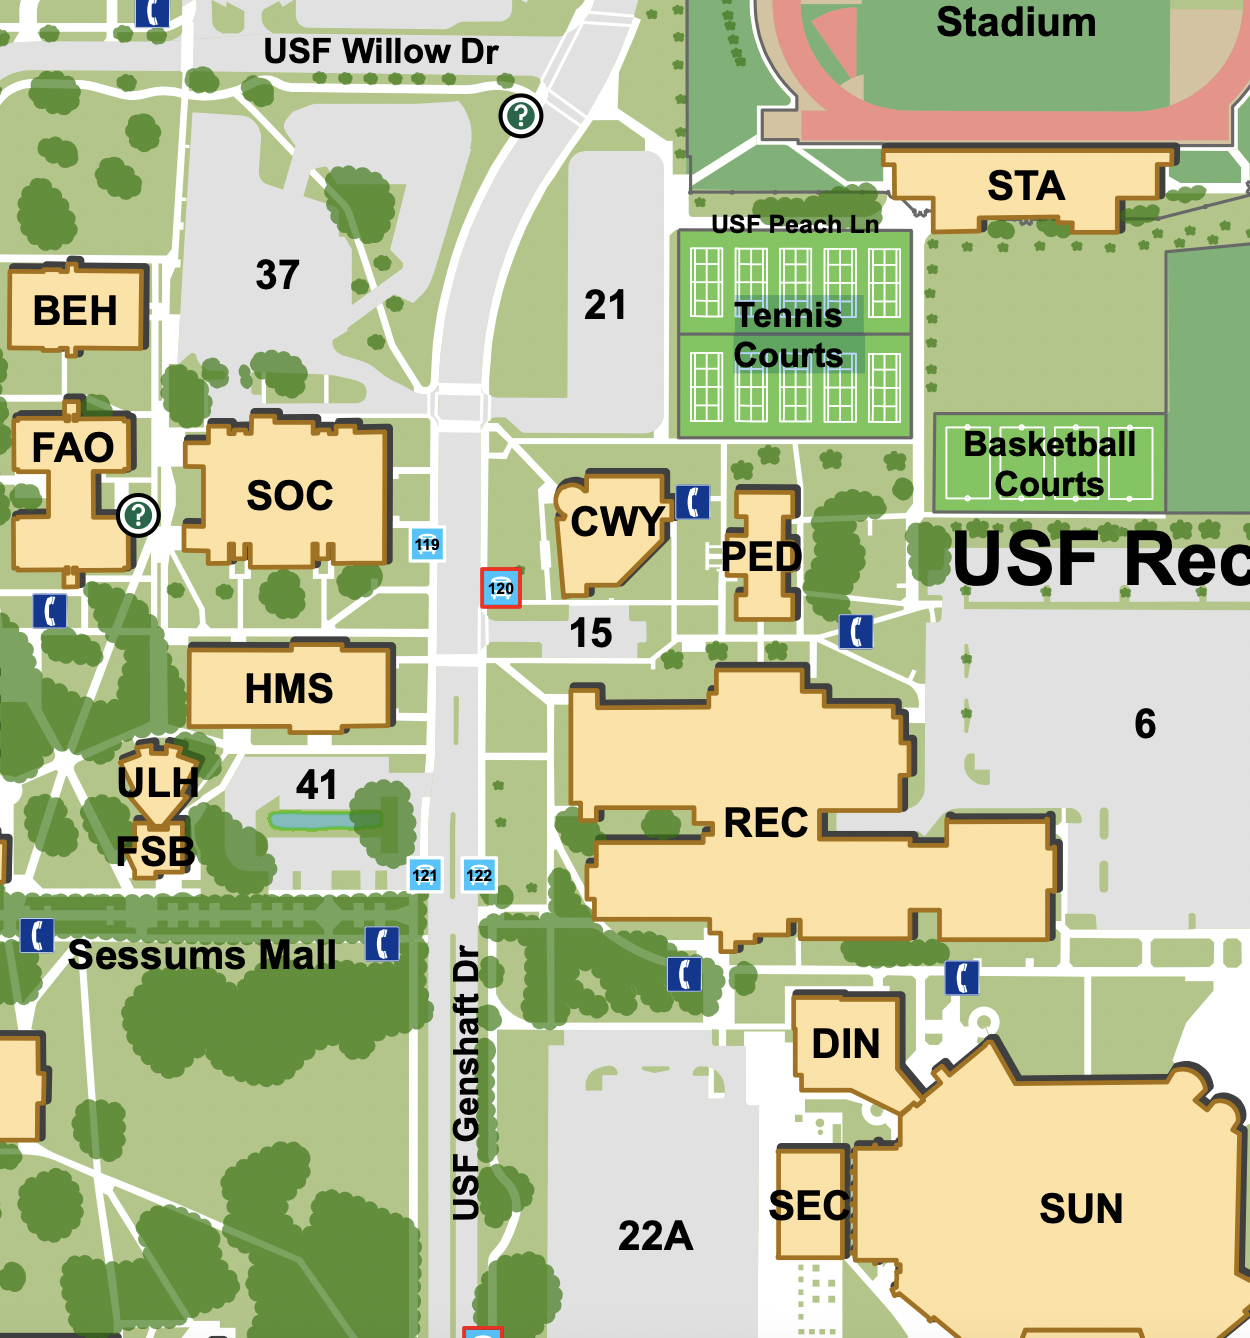 Stadium
USF Willow Dr
?
STA
USF Peach Ln
37
21
BEH
Tennis
Courts
FAO
SOC
Basketball
Courts
?
CWY
119
PED
USF Rec
120
15
HMS
6
ULH
41
REC
FSB
121
122
Sessums Mall
USF Genshaft Dr
DIN
SEC
SUN
22A